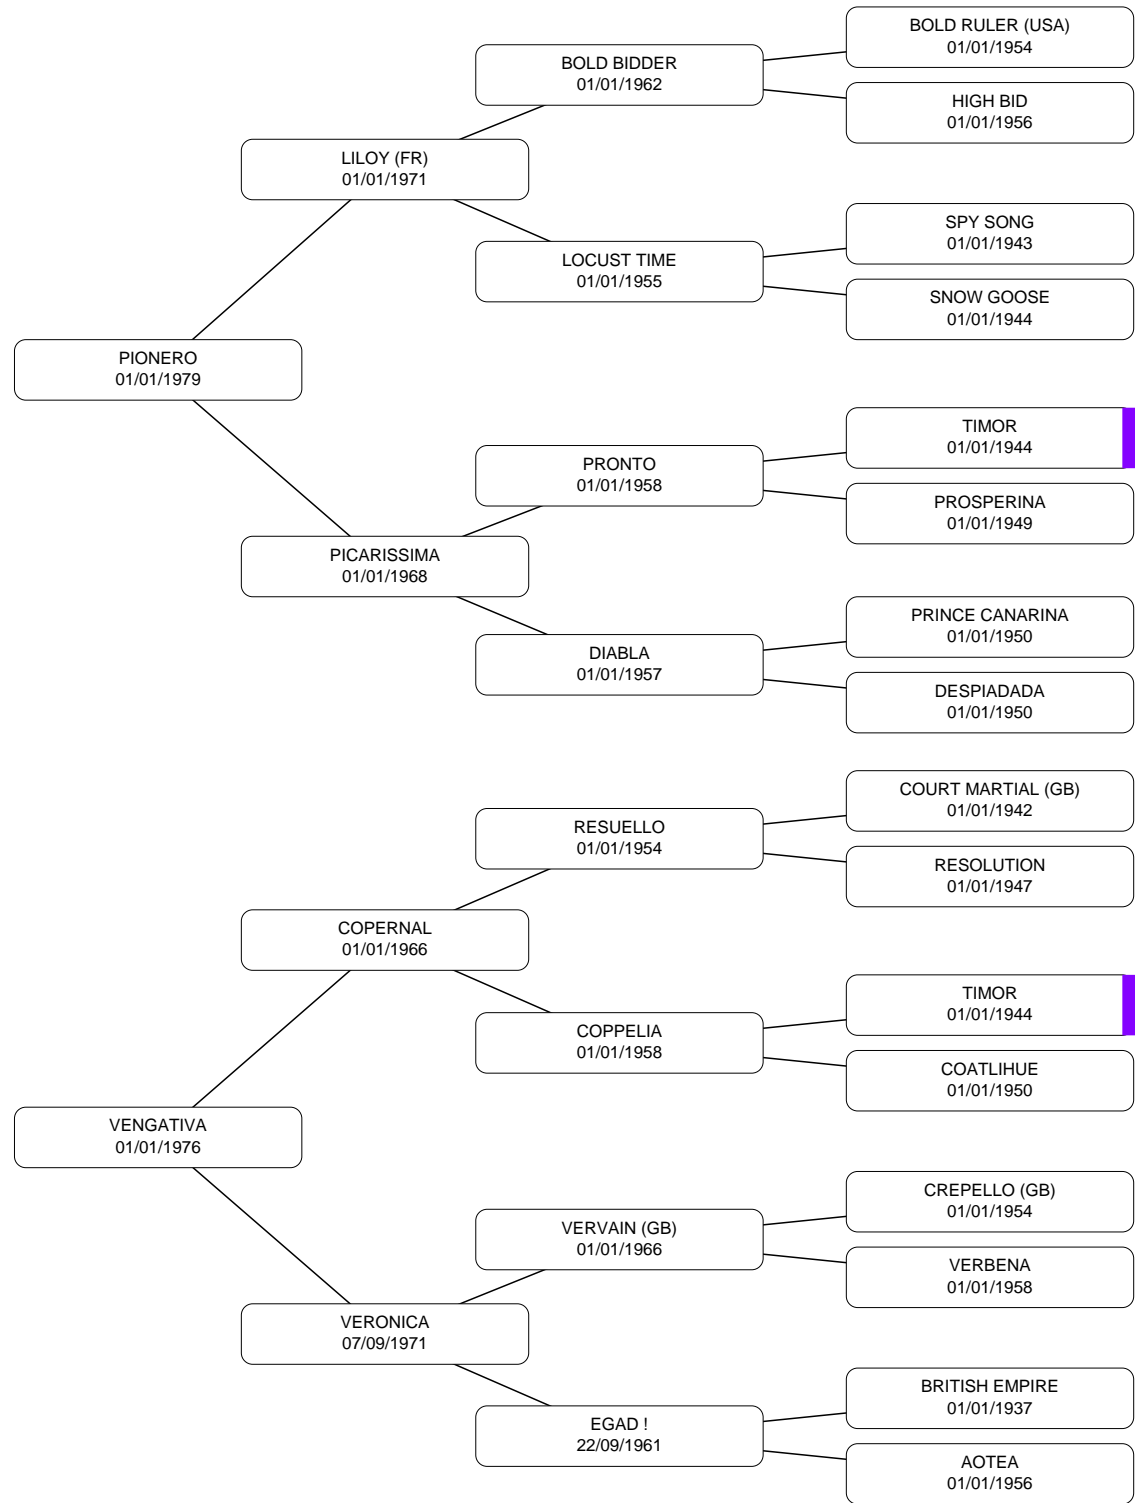 BOLD RULER (USA)
01/01/1954
BOLD BIDDER
01/01/1962
HIGH BID
01/01/1956
LILOY (FR)
01/01/1971
SPY SONG
01/01/1943
LOCUST TIME
01/01/1955
SNOW GOOSE
01/01/1944
PIONERO
01/01/1979
TIMOR
01/01/1944
PRONTO
01/01/1958
PROSPERINA
01/01/1949
PICARISSIMA
01/01/1968
PRINCE CANARINA
01/01/1950
DIABLA
01/01/1957
DESPIADADA
01/01/1950
COURT MARTIAL (GB)
01/01/1942
RESUELLO
01/01/1954
RESOLUTION
01/01/1947
COPERNAL
01/01/1966
TIMOR
01/01/1944
COPPELIA
01/01/1958
COATLIHUE
01/01/1950
VENGATIVA
01/01/1976
CREPELLO (GB)
01/01/1954
VERVAIN (GB)
01/01/1966
VERBENA
01/01/1958
VERONICA
07/09/1971
BRITISH EMPIRE
01/01/1937
EGAD !
22/09/1961
AOTEA
01/01/1956